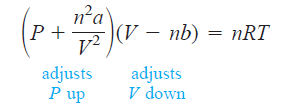 (P + n²a/V²)(V − nb) = nRT
adjusts adjusts
P up V down